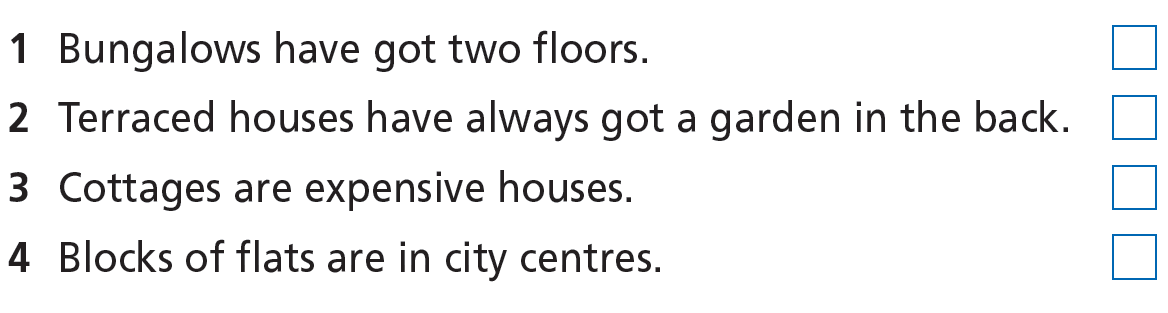 1 Bungalows have got two floors.
2 Terraced houses have always got a garden in the back.
3 Cottages are expensive houses.
4 Blocks of flats are in city centres.